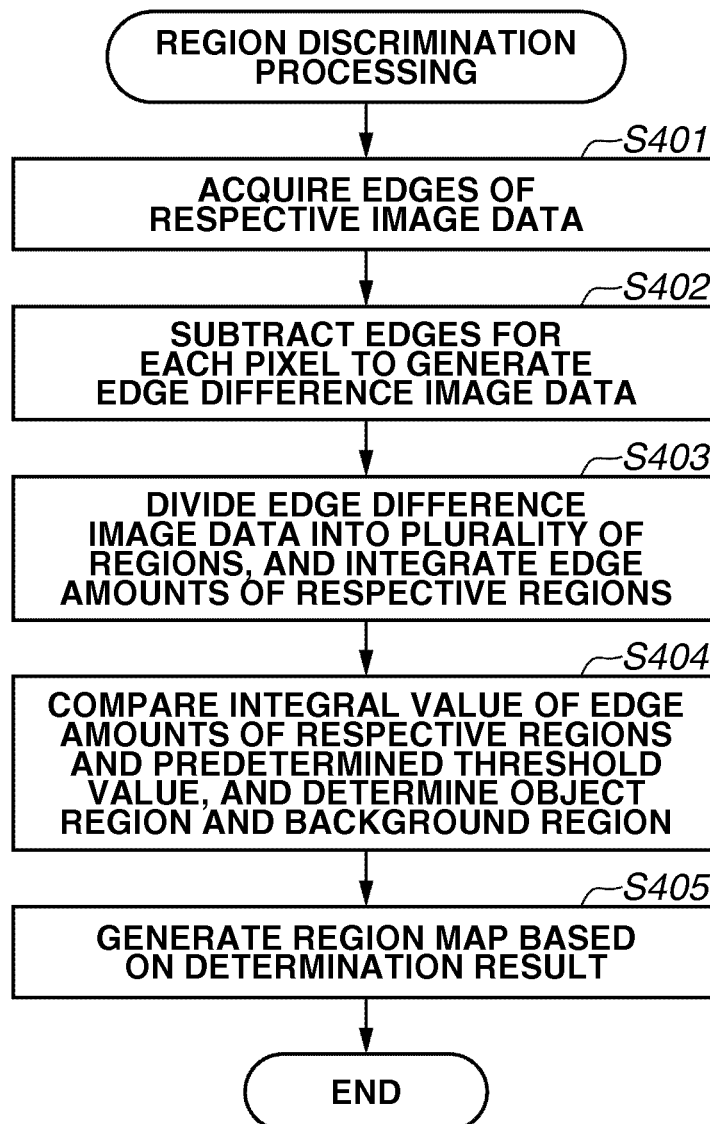 REGION DISCRIMINATION
PROCESSING
S401
ACQUIRE EDGES OF
RESPECTIVE IMAGE DATA
S402
SUBTRACT EDGES FOR
EACH PIXEL TO GENERATE
EDGE DIFFERENCE IMAGE DATA
S403
DIVIDE EDGE DIFFERENCE
IMAGE DATA INTO PLURALITY OF
REGIONS, AND INTEGRATE EDGE
AMOUNTS OF RESPECTIVE REGIONS
S404
COMPARE INTEGRAL VALUE OF EDGE
AMOUNTS OF RESPECTIVE REGIONS
AND PREDETERMINED THRESHOLD
VALUE, AND DETERMINE OBJECT
REGION AND BACKGROUND REGION
S405
GENERATE REGION MAP BASED
ON DETERMINATION RESULT
END